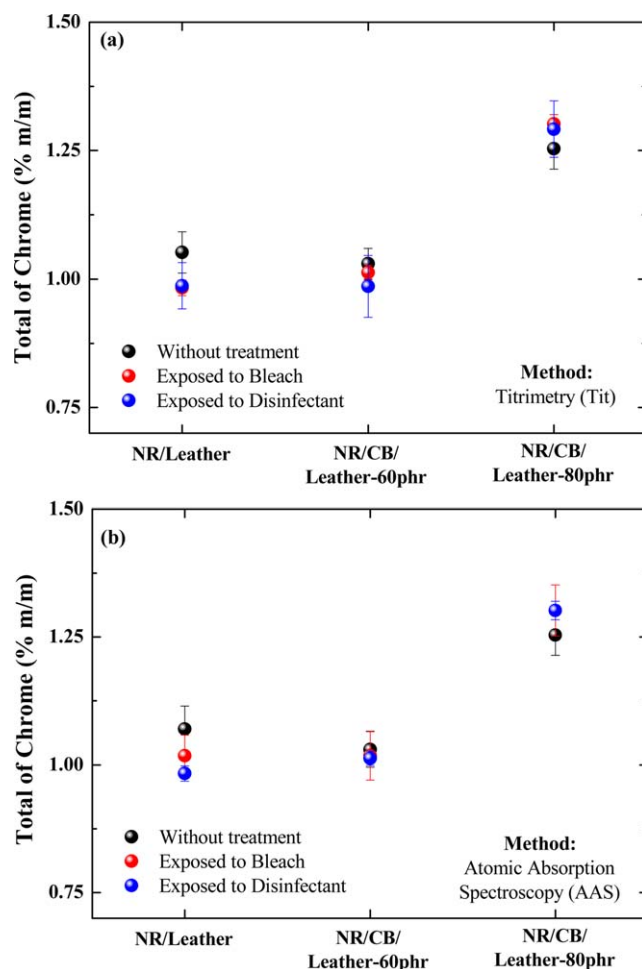 (a)
1.50
1.25
1.00
0.75
Total of Chrome (% m/m)
Without treatment
Exposed to Bleach
Exposed to Disinfectant
Method:
Titrimetry (Tit)
NR/Leather
NR/CB/
Leather-60phr
NR/CB/
Leather-80phr
(b)
1.50
1.25
1.00
0.75
Total of Chrome (% m/m)
Without treatment
Exposed to Bleach
Exposed to Disinfectant
Method:
Atomic Absorption
Spectroscopy (AAS)
NR/Leather
NR/CB/
Leather-60phr
NR/CB/
Leather-80phr